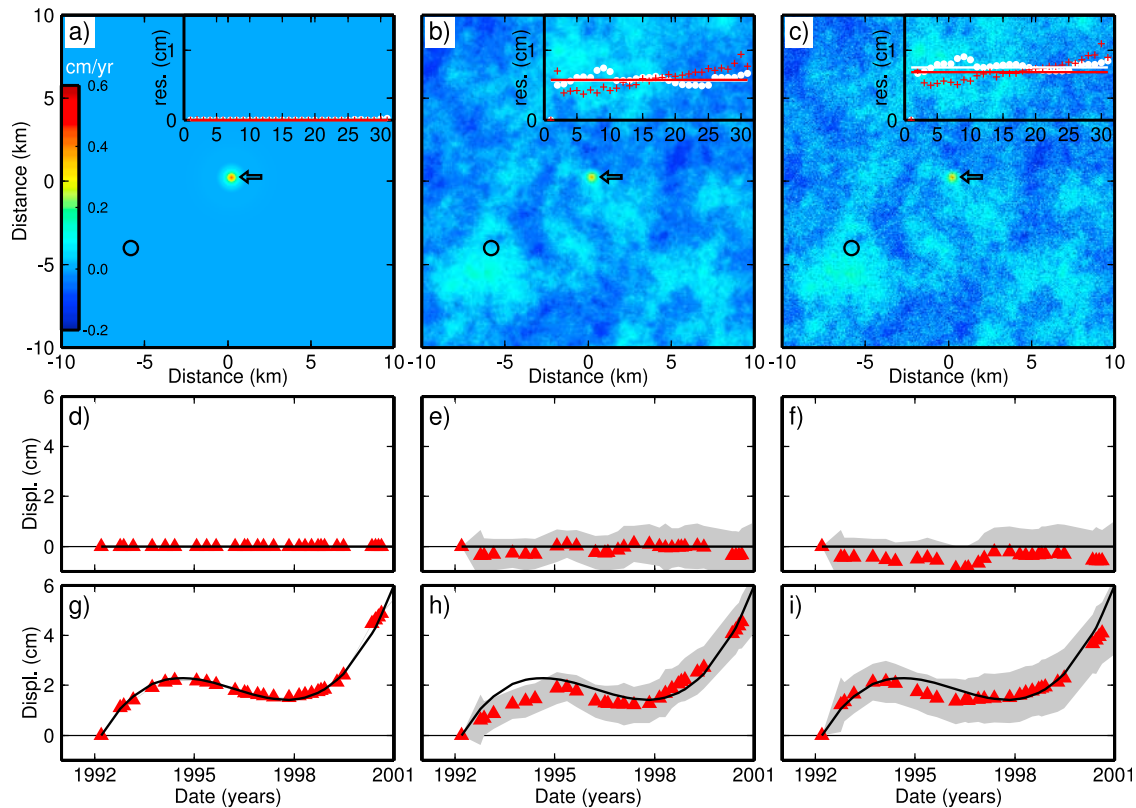 a)
cm/yr
0.6
0.4
0.2
0.0
-0.2
res. (cm)
1
0
0 5 10 15 20 25 30
b)
res. (cm)
1
0
0 5 10 15 20 25 30
c)
res. (cm)
1
0
0 5 10 15 20 25 30
Distance (km)
10
5
0
-5
-10
-10 -5 0 5 10
-10 -5 0 5 10
-10 -5 0 5 10
Distance (km)
Distance (km)
Distance (km)
d)
e)
f)
Displ. (cm)
6
4
2
0
g)
h)
i)
Displ. (cm)
6
4
2
0
1992 1995 1998 2001
1992 1995 1998 2001
1992 1995 1998 2001
Date (years)
Date (years)
Date (years)